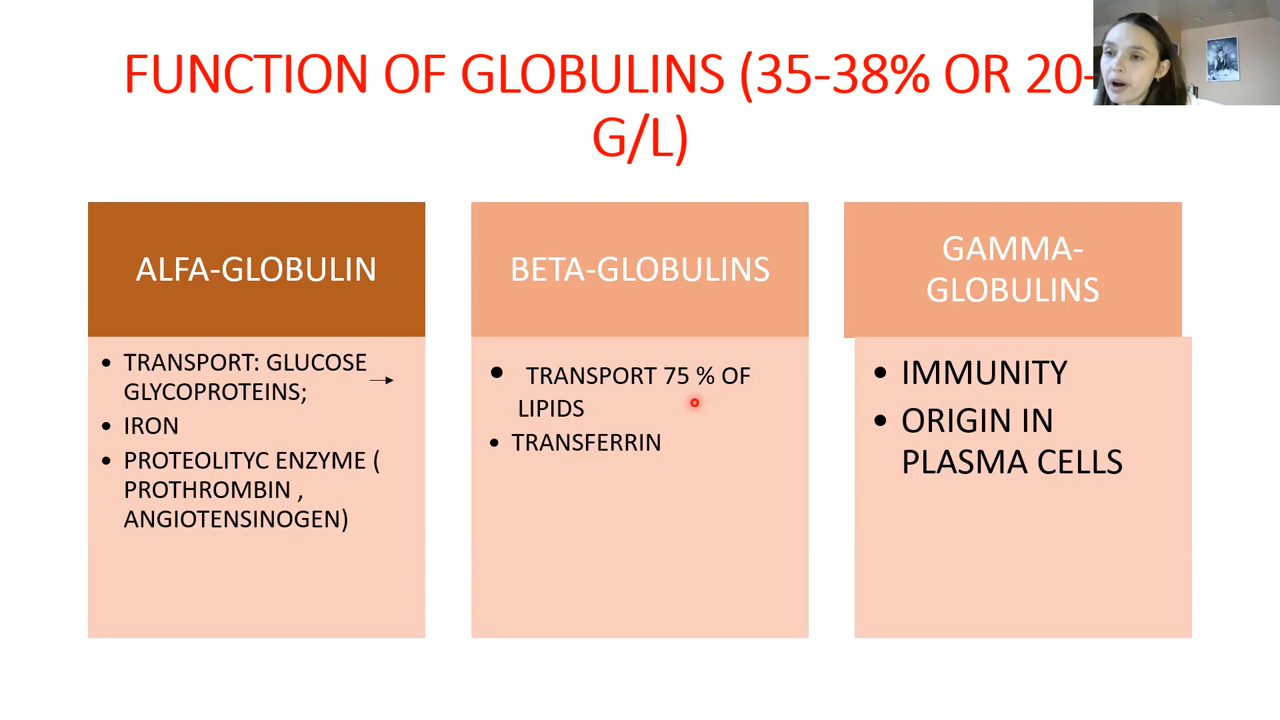 FUNCTION OF GLOBULINS (35-38% OR 20-
G/L)
ALFA-GLOBULIN
• TRANSPORT: GLUCOSE
GLYCOPROTEINS;
• IRON
• PROTEOLITYC ENZYME (
PROTHROMBIN ,
ANGIOTENSINOGEN)
BETA-GLOBULINS
• TRANSPORT 75 % OF
LIPIDS
• TRANSFERRIN
GAMMA-
GLOBULINS
• IMMUNITY
• ORIGIN IN
PLASMA CELLS